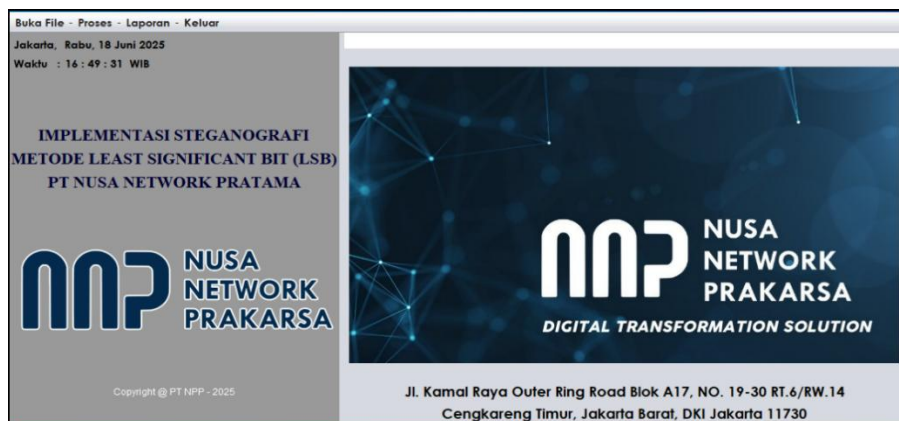 Buka File - Proses - Laporan - Keluar
Jakarta, Rabu, 18 Juni 2025
Waktu : 16 : 49 : 31 WIB
IMPLEMENTASI STEGANOGRAFI
METODE LEAST SIGNIFICANT BIT (LSB)
PT NUSA NETWORK PRATAMA
nnp NUSA
NETWORK
PRAKARSA
Copyright @ PT NPP - 2025
nnp NUSA
NETWORK
PRAKARSA
DIGITAL TRANSFORMATION SOLUTION
Jl. Kamal Raya Outer Ring Road Blok A17, NO. 19-30 RT.6/RW.14
Cengkareng Timur, Jakarta Barat, DKI Jakarta 11730